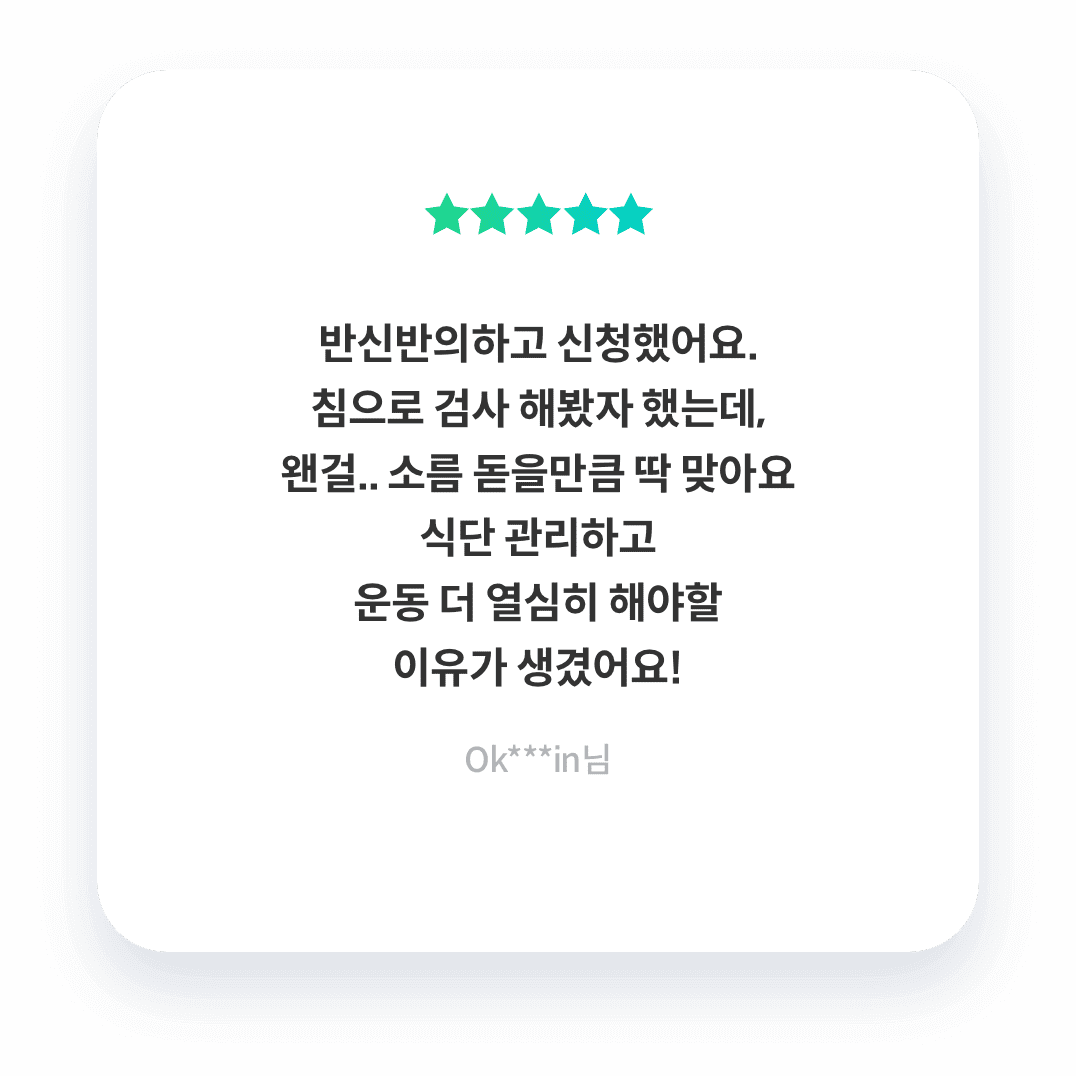 반신반의하고 신청했어요.
침으로 검사 해봤자 했는데,
왠걸.. 소름 돋을만큼 딱 맞아요
식단 관리하고
운동 더 열심히 해야할
이유가 생겼어요!
Ok***in님